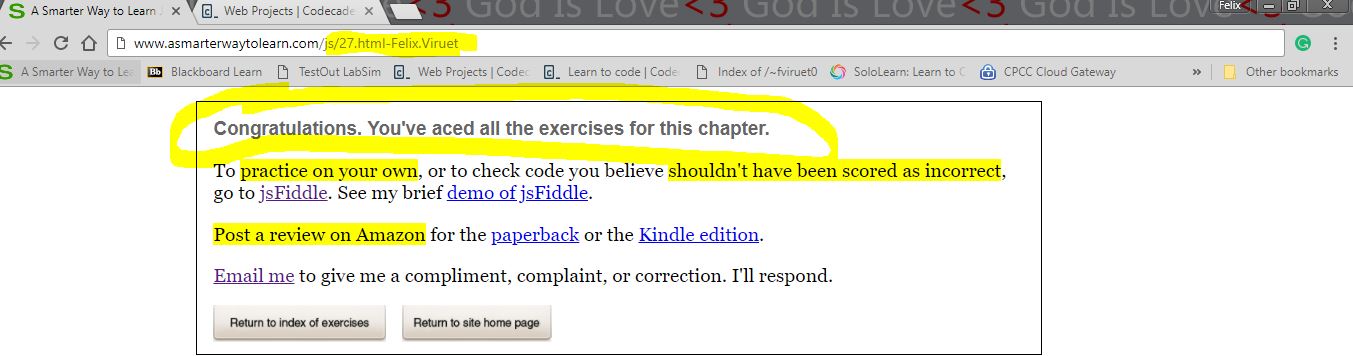 God Is Love<3 God Is Love<3 God Is Love<3 Go
A Smarter Way to Learn J
Web Projects | Codecade
Felix
www.asmarterwaytolearn.com/js/27.html-Felix.Viruet
A Smarter Way to Lea
Bb Blackboard Learn
TestOut LabSim
Web Projects | Codec
Learn to code | Code
Index of /~fviruet0
SoloLearn: Learn to C
CPCC Cloud Gateway
»
Other bookmarks
Congratulations. You've aced all the exercises for this chapter.
To practice on your own, or to check code you believe shouldn't have been scored as incorrect,
go to jsFiddle. See my brief demo of jsFiddle.
Post a review on Amazon for the paperback or the Kindle edition.
Email me to give me a compliment, complaint, or correction. I'll respond.
Return to index of exercises
Return to site home page